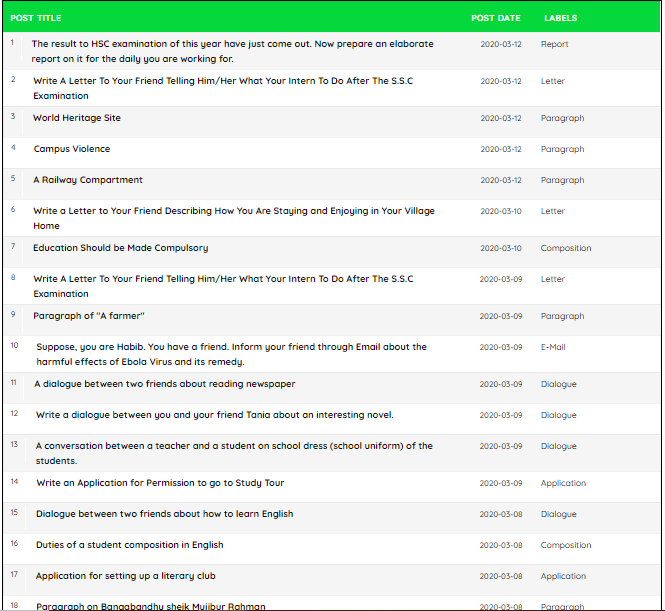 POST TITLE POST DATE LABELS
1 The result to HSC examination of this year have just come out. Now prepare an elaborate 2020-03-12 Report
report on it for the daily you are working for.
2 Write A Letter To Your Friend Telling Him/Her What Your Intern To Do After The S.S.C 2020-03-12 Letter
Examination
3 World Heritage Site 2020-03-12 Paragraph
4 Campus Violence 2020-03-12 Paragraph
5 A Railway Compartment 2020-03-12 Paragraph
6 Write a Letter to Your Friend Describing How You Are Staying and Enjoying in Your Village 2020-03-10 Letter
Home
7 Education Should be Made Compulsory 2020-03-10 Composition
8 Write A Letter To Your Friend Telling Him/Her What Your Intern To Do After The S.S.C 2020-03-09 Letter
Examination
9 Paragraph of "A farmer" 2020-03-09 Paragraph
10 Suppose, you are Habib. You have a friend. Inform your friend through Email about the 2020-03-09 E-Mail
harmful effects of Ebola Virus and its remedy.
11 A dialogue between two friends about reading newspaper 2020-03-09 Dialogue
12 Write a dialogue between you and your friend Tania about an interesting novel. 2020-03-09 Dialogue
13 A conversation between a teacher and a student on school dress (school uniform) of the 2020-03-09 Dialogue
students.
14 Write an Application for Permission to go to Study Tour 2020-03-09 Application
15 Dialogue between two friends about how to learn English 2020-03-08 Dialogue
16 Duties of a student composition in English 2020-03-08 Composition
17 Application for setting up a literary club 2020-03-08 Application
18 Paragraph on Bangabandhu sheik Mujibur Rahman 2020-03-08 Paragraph